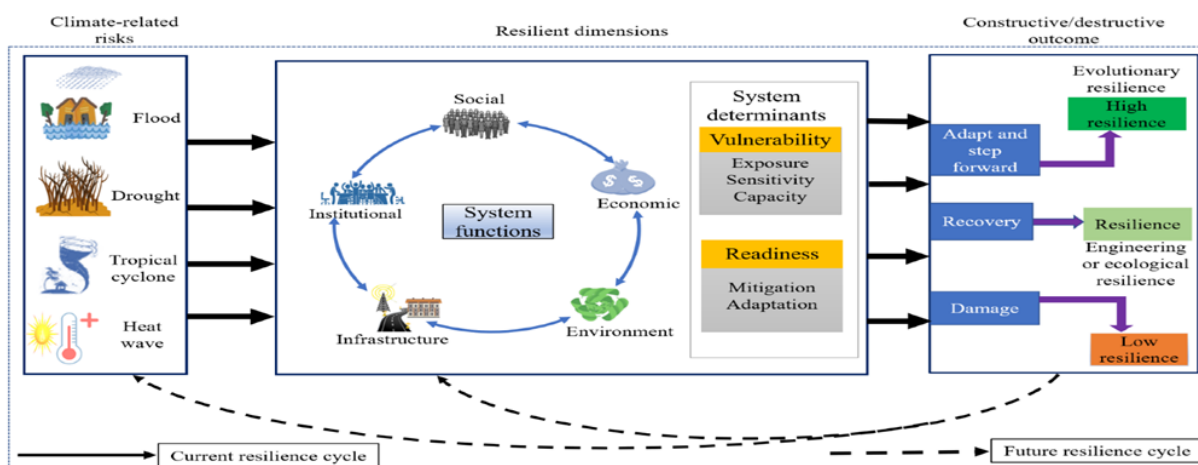 Climate-related
risks
Resilient dimensions
Constructive/destructive
outcome
Flood
Drought
Tropical
cyclone
Heat
wave
Social
Institutional
System
functions
Economic
Infrastructure
Environment
System
determinants
Vulnerability
Exposure
Sensitivity
Capacity
Readiness
Mitigation
Adaptation
Evolutionary
resilience
High
resilience
Adapt and
step
forward
Recovery
Resilience
Engineering
or ecological
resilience
Damage
Low
resilience
Current resilience cycle
Future resilience cycle